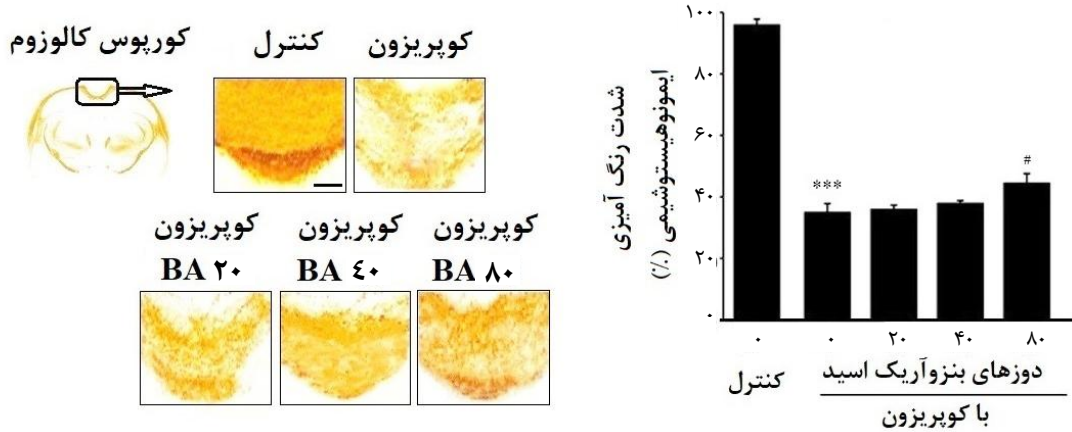 کورپوس کالوزوم
کنترل
کوپریزون
کوپریزون
BA ۲۰
کوپریزون
BA ٤۰
کوپریزون
BA ۸۰
شدت رنگ آمیزی
ایمونوهیستوشیمی (٪)
۱۰۰
۸۰
۶۰
۴۰
۲۰
۰
***
#
۰ ۰ ۲۰ ۴۰ ۸۰
کنترل
دوزهای بنزوآریک اسید
با کوپریزون